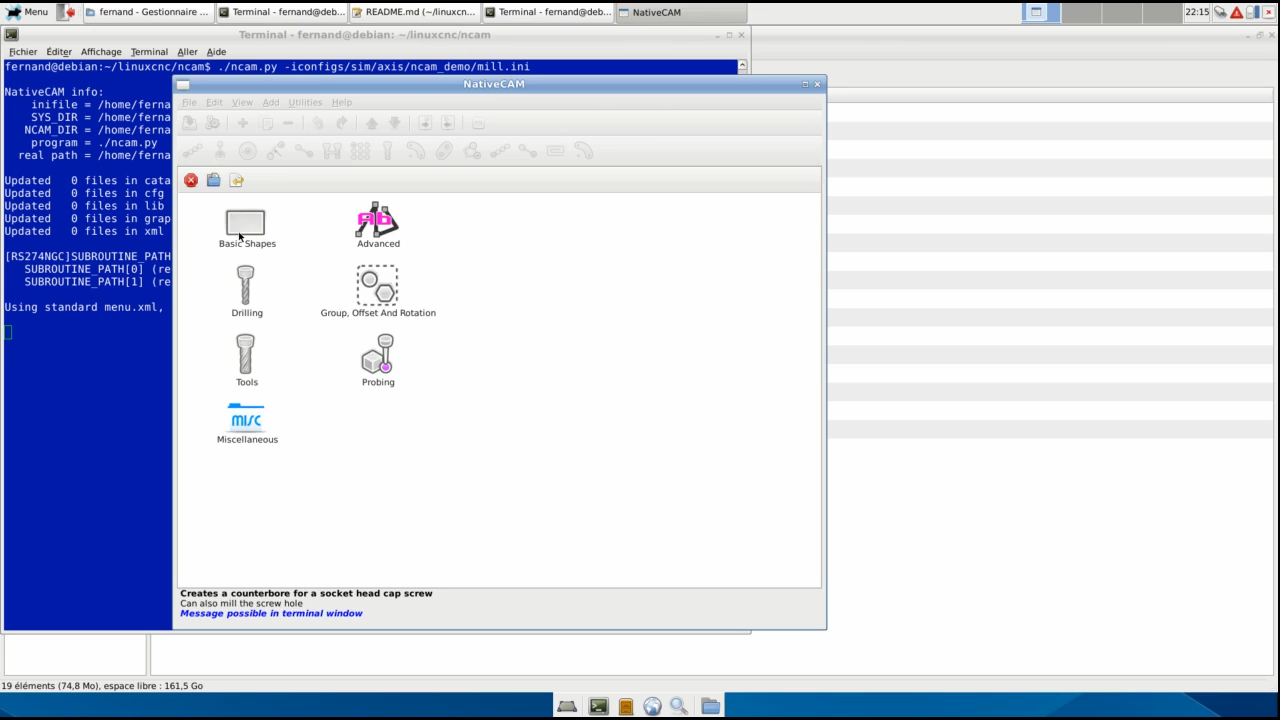 Menu
fernand - Gestionnaire ...
Terminal - fernand@deb...
README.md (~/linuxcn...
Terminal - fernand@deb...
NativeCAM
22:15
Terminal - fernand@debian: ~/linuxcnc/ncam
Fichier Éditer Affichage Terminal Aller Aide
fernand@debian:~/linuxcnc/ncam$ ./ncam.py -iconfigs/sim/axis/ncam_demo/mill.ini
NativeCAM info:
inifile = /home/ferna
SYS_DIR = /home/ferna
NCAM_DIR = /home/ferna
program = ./ncam.py
real path = /home/ferna
Updated 0 files in cata
Updated 0 files in cfg
Updated 0 files in lib
Updated 0 files in grap
Updated 0 files in xml
[RS274NGC]SUBROUTINE_PATH
SUBROUTINE_PATH[0] (re
SUBROUTINE_PATH[1] (re
Using standard menu.xml,
NativeCAM
File Edit View Add Utilities Help
Basic Shapes
Ab
Advanced
Drilling
Group, Offset And Rotation
Tools
Probing
misc
Miscellaneous
Creates a counterbore for a socket head cap screw
Can also mill the screw hole
Message possible in terminal window
19 éléments (74,8 Mo), espace libre : 161,5 Go